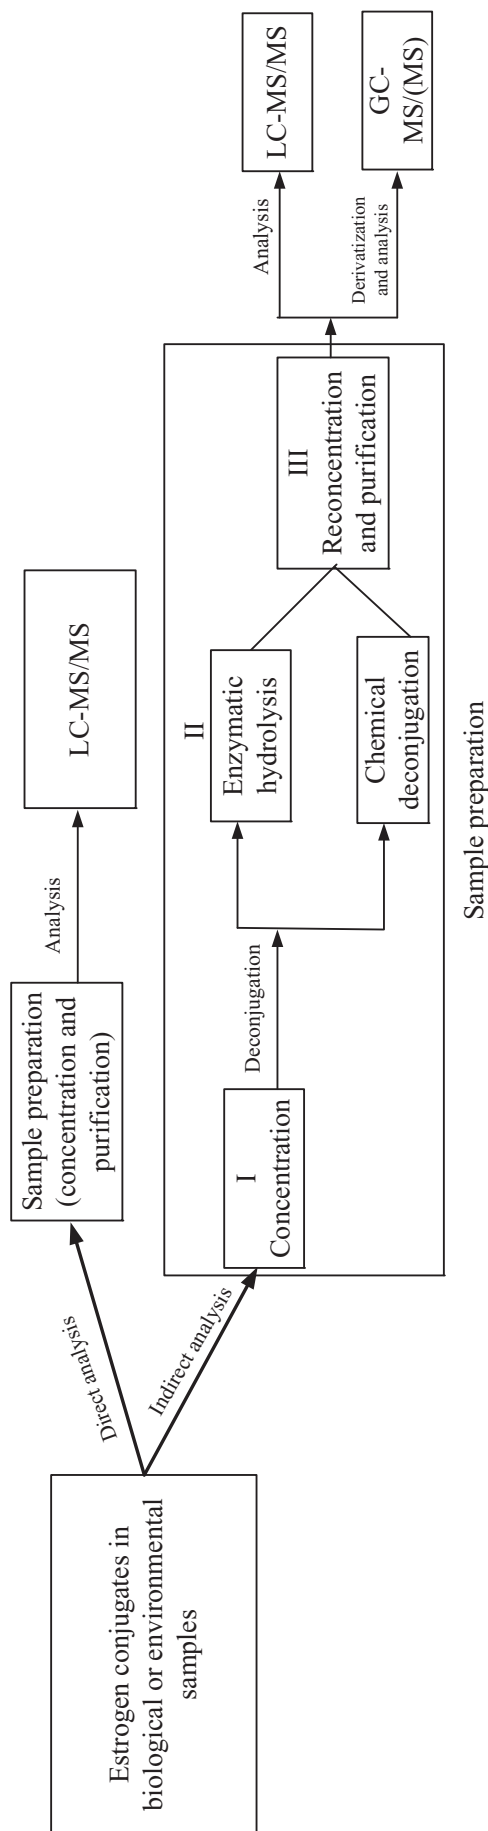 Estrogen conjugates in
biological or environmental
samples
Direct analysis
Sample preparation
(concentration and
purification)
Analysis
LC-MS/MS
Indirect analysis
I
Concentration
Deconjugation
II
Enzymatic
hydrolysis
Chemical
deconjugation
III
Reconcentration
and purification
Analysis
LC-MS/MS
Derivatization
and analysis
GC-
MS/(MS)
Sample preparation